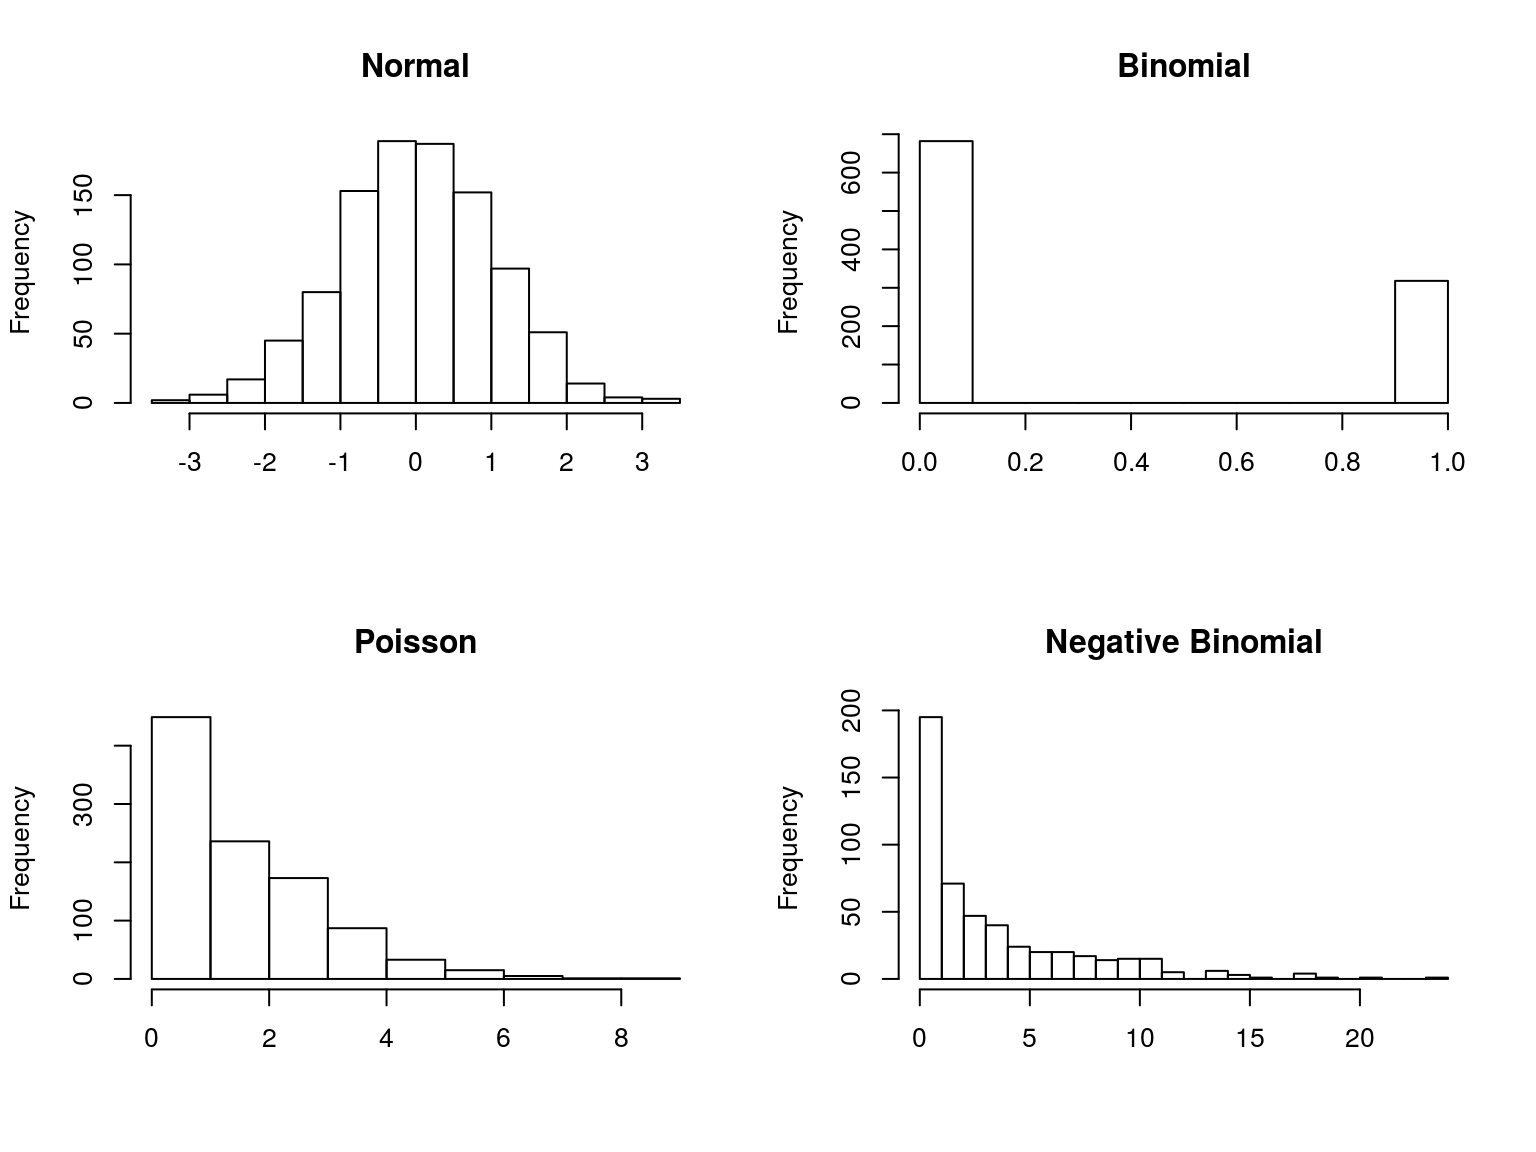 Normal
Frequency
0 50 100 150
-3 -2 -1 0 1 2 3
Binomial
Frequency
0 200 400 600
0.0 0.2 0.4 0.6 0.8 1.0
Poisson
Frequency
0 100 300
0 2 4 6 8
Negative Binomial
Frequency
0 50 100 150 200
0 5 10 15 20